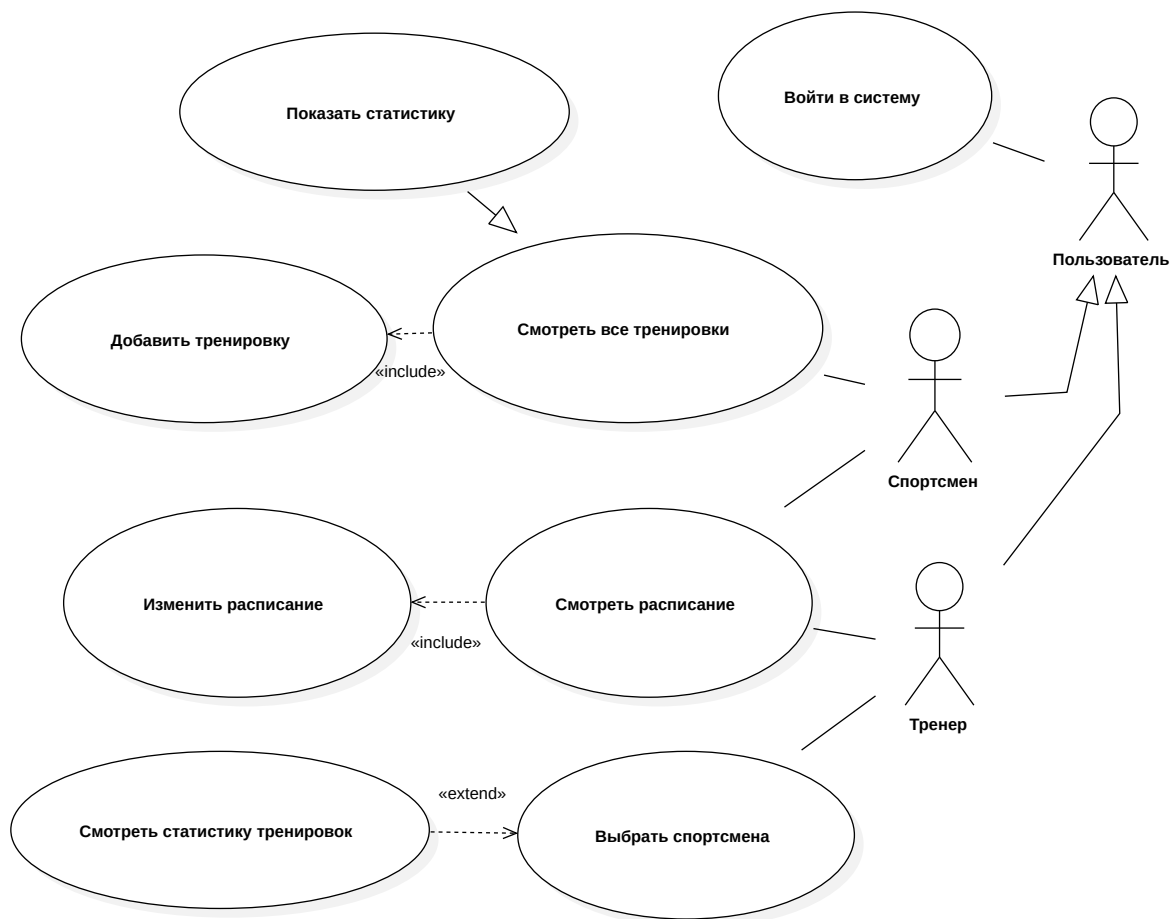 Показать статистику
Войти в систему
Пользователь
Добавить тренировку
«include»
Смотреть все тренировки
Спортсмен
Изменить расписание
«include»
Смотреть расписание
Тренер
Смотреть статистику тренировок
«extend»
Выбрать спортсмена